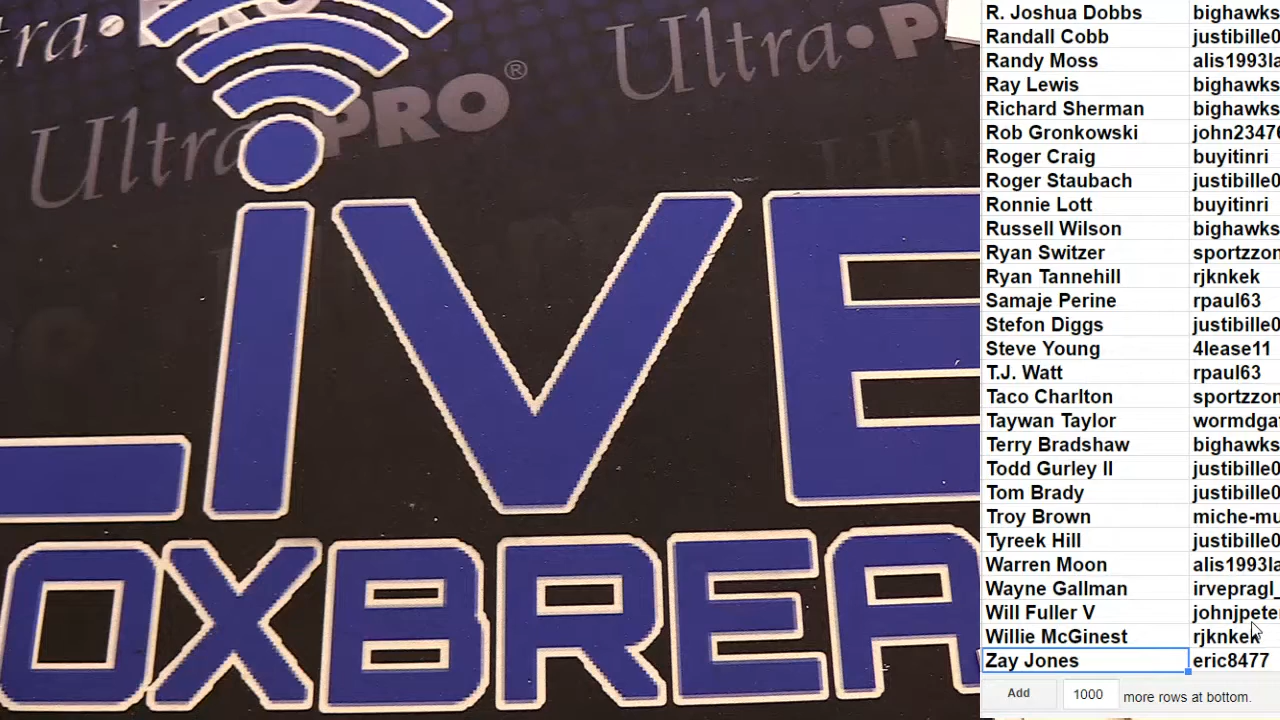 Ultra•PRO
Ultra PRO®
Ultra•P
LiVE
OXBREA
R. Joshua Dobbs bighawks
Randall Cobb justibille0
Randy Moss alis1993la
Ray Lewis bighawks
Richard Sherman bighawks
Rob Gronkowski john23476
Roger Craig buyitinri
Roger Staubach justibille0
Ronnie Lott buyitinri
Russell Wilson bighawks
Ryan Switzer sportzzon
Ryan Tannehill rjknkek
Samaje Perine rpaul63
Stefon Diggs justibille0
Steve Young 4lease11
T.J. Watt rpaul63
Taco Charlton sportzzon
Taywan Taylor wormdga
Terry Bradshaw bighawks
Todd Gurley II justibille0
Tom Brady justibille0
Troy Brown miche-mu
Tyreek Hill justibille0
Warren Moon alis1993la
Wayne Gallman irvepragl_
Will Fuller V johnjpete
Willie McGinest rjknkek
Zay Jones eric8477
Add 1000 more rows at bottom.